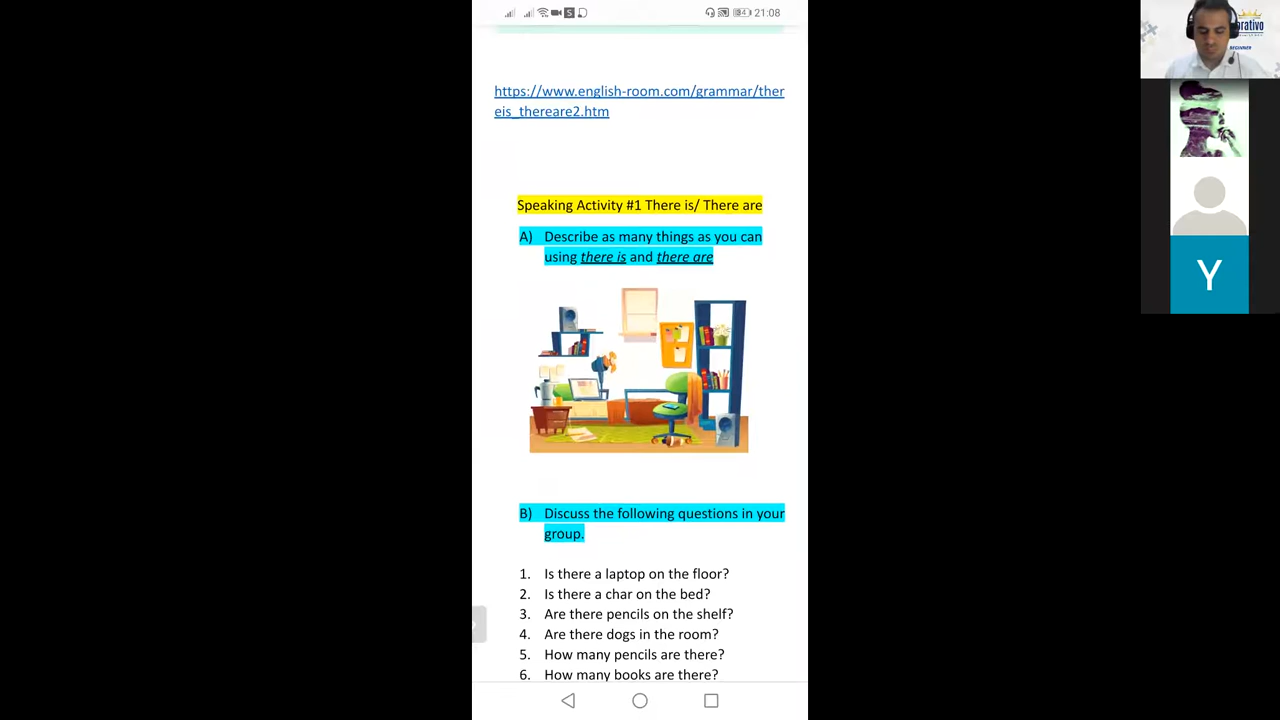 21:08
https://www.english-room.com/grammar/ther
eis_thereare2.htm
Speaking Activity #1 There is/ There are
A) Describe as many things as you can
using there is and there are
B) Discuss the following questions in your
group.
1. Is there a laptop on the floor?
2. Is there a char on the bed?
3. Are there pencils on the shelf?
4. Are there dogs in the room?
5. How many pencils are there?
6. How many books are there?
BEGINNER
Y